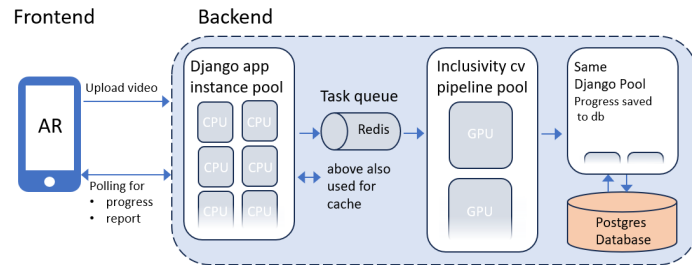 Frontend
Backend
AR
Upload video
Polling for
• progress
• report
Django app
instance pool
CPU CPU
CPU CPU
CPU CPU
Task queue
Redis
above also
used for
cache
Inclusivity cv
pipeline pool
GPU
GPU
Same
Django Pool
Progress saved
to db
Postgres
Database